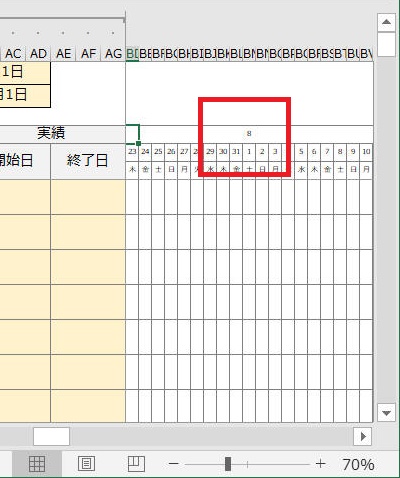 AC AD AE AF AG BD BE BF BG BH BI BJ BK BL BM BN BO BP BQ BR BS BT BU BV
1日
月1日
実績
8
開始日 終了日
23 24 25 26 27 28 29 30 31 1 2 3 5 6 7 8 9 10
木 金 土 日 月 水 木 金 土 日 月 水 木 金 土 日 月
70%